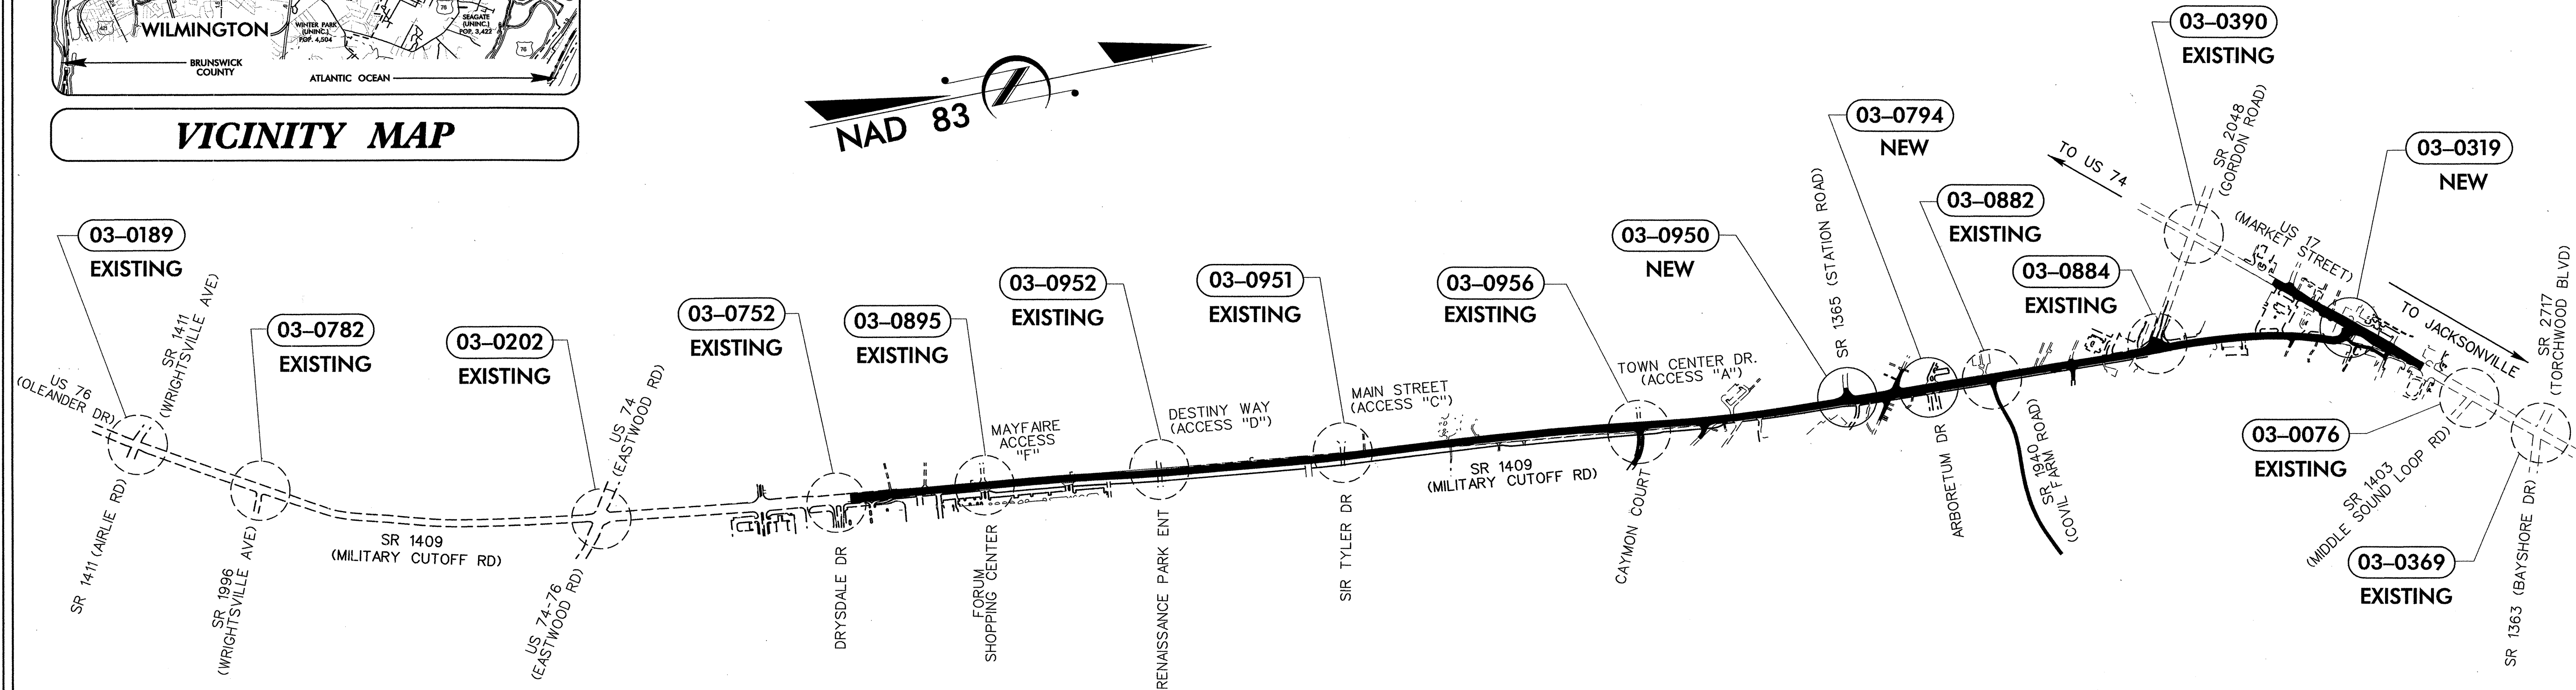 WILMINGTON
WINTER PARK
(UNINC.)
POP. 4,504
SEAGATE
(UNINC.)
POP. 3,422
76
76
421
BRUNSWICK
COUNTY
ATLANTIC OCEAN
VICINITY MAP
NAD 83
03-0189
EXISTING
US 76
(OLEANDER DR)
SR 1411
(WRIGHTSVILLE AVE)
SR 1411 (AIRLIE RD)
03-0782
EXISTING
SR 1996
(WRIGHTSVILLE AVE)
SR 1409
(MILITARY CUTOFF RD)
03-0202
EXISTING
US 74
(EASTWOOD RD)
US 74-76
(EASTWOOD RD)
03-0752
EXISTING
DRYSDALE DR
03-0895
EXISTING
MAYFAIRE
ACCESS
"F"
FORUM
SHOPPING CENTER
03-0952
EXISTING
DESTINY WAY
(ACCESS "D")
RENAISSANCE PARK ENT
03-0951
EXISTING
MAIN STREET
(ACCESS "C")
SIR TYLER DR
SR 1409
(MILITARY CUTOFF RD)
03-0956
EXISTING
TOWN CENTER DR.
(ACCESS "A")
CAYMON COURT
03-0950
NEW
SR 1365 (STATION ROAD)
03-0794
NEW
ARBORETUM DR
03-0882
EXISTING
SR 1940
(COVIL FARM ROAD)
03-0884
EXISTING
03-0390
EXISTING
SR 2048
(GORDON ROAD)
TO US 74
US 17
(MARKET STREET)
03-0319
NEW
TO JACKSONVILLE
03-0076
EXISTING
SR 1403
(MIDDLE SOUND LOOP RD)
03-0369
EXISTING
SR 2717
(TORCHWOOD BLVD)
SR 1363 (BAYSHORE DR)